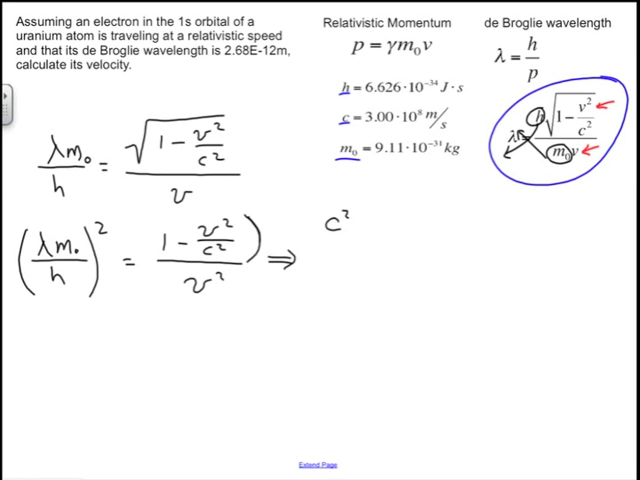 Assuming an electron in the 1s orbital of a
uranium atom is traveling at a relativistic speed
and that its de Broglie wavelength is 2.68E-12m,
calculate its velocity.
Relativistic Momentum
p = γm₀v
h = 6.626·10⁻³⁴ J·s
c = 3.00·10⁸ m/s
m₀ = 9.11·10⁻³¹ kg
de Broglie wavelength
λ = h/p
λ = h√(1 − v²/c²) / m₀v
λm₀/h = √(1 − v²/c²) / v
(λm₀/h)² = (1 − v²/c²) / v² ) ⇒ c²
Extend Page